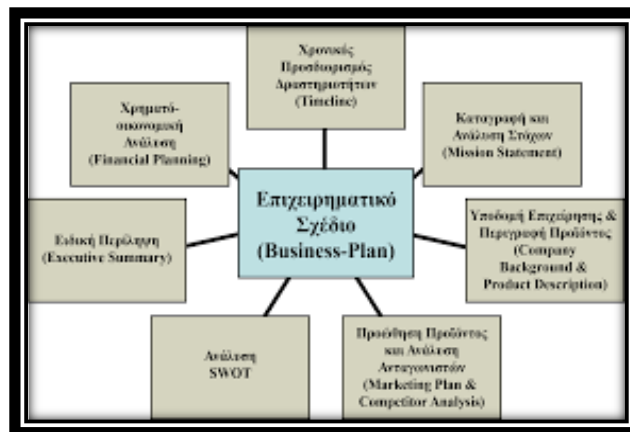 Χρονικός
Προσδιορισμός
Δραστηριοτήτων
(Timeline)
Χρηματο-
οικονομική
Ανάλυση
(Financial Planning)
Καταγραφή και
Ανάλυση Στόχων
(Mission Statement)
Επιχειρηματικό
Σχέδιο
(Business-Plan)
Ειδική Περίληψη
(Executive Summary)
Υποδομή Επιχείρησης &
Περιγραφή Προϊόντος
(Company
Background &
Product Description)
Ανάλυση
SWOT
Προώθηση Προϊόντος
και Ανάλυση
Ανταγωνιστών
(Marketing Plan &
Competitor Analysis)